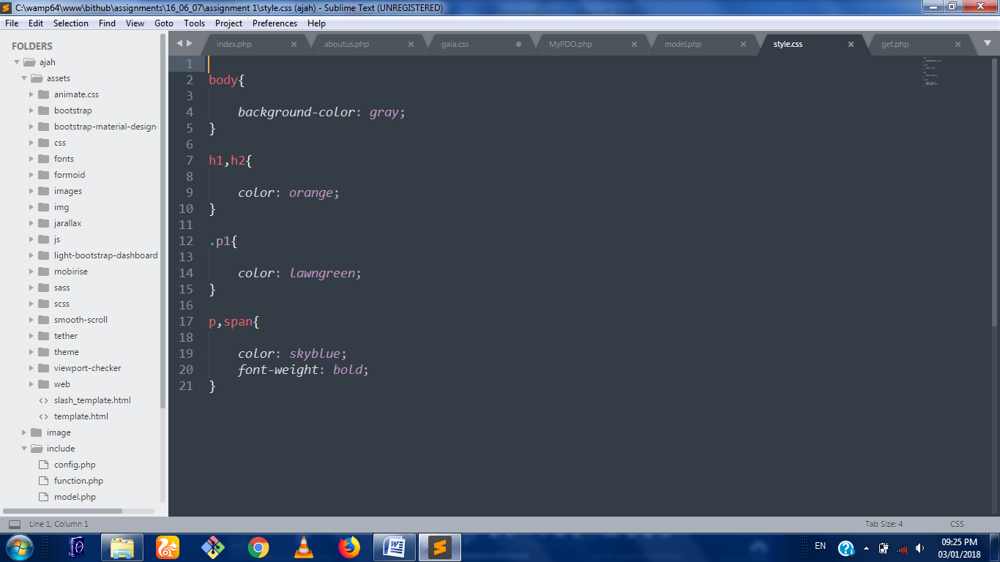 C:\wamp64\www\bithub\assignments\16_06_07\assignment 1\style.css (ajah) - Sublime Text (UNREGISTERED)
File Edit Selection Find View Goto Tools Project Preferences Help
FOLDERS
ajah
assets
animate.css
bootstrap
bootstrap-material-design-
css
fonts
formoid
images
img
jarallax
js
light-bootstrap-dashboard
mobirise
sass
scss
smooth-scroll
tether
theme
viewport-checker
web
slash_template.html
template.html
image
include
config.php
function.php
model.php
index.php aboutus.php gaia.css MyPDO.php model.php style.css get.php
1
2 body{
3
4 background-color: gray;
5 }
6
7 h1,h2{
8
9 color: orange;
10 }
11
12 .p1{
13
14 color: lawngreen;
15 }
16
17 p,span{
18
19 color: skyblue;
20 font-weight: bold;
21 }
Line 1, Column 1 Tab Size: 4 CSS
EN 09:25 PM
03/01/2018